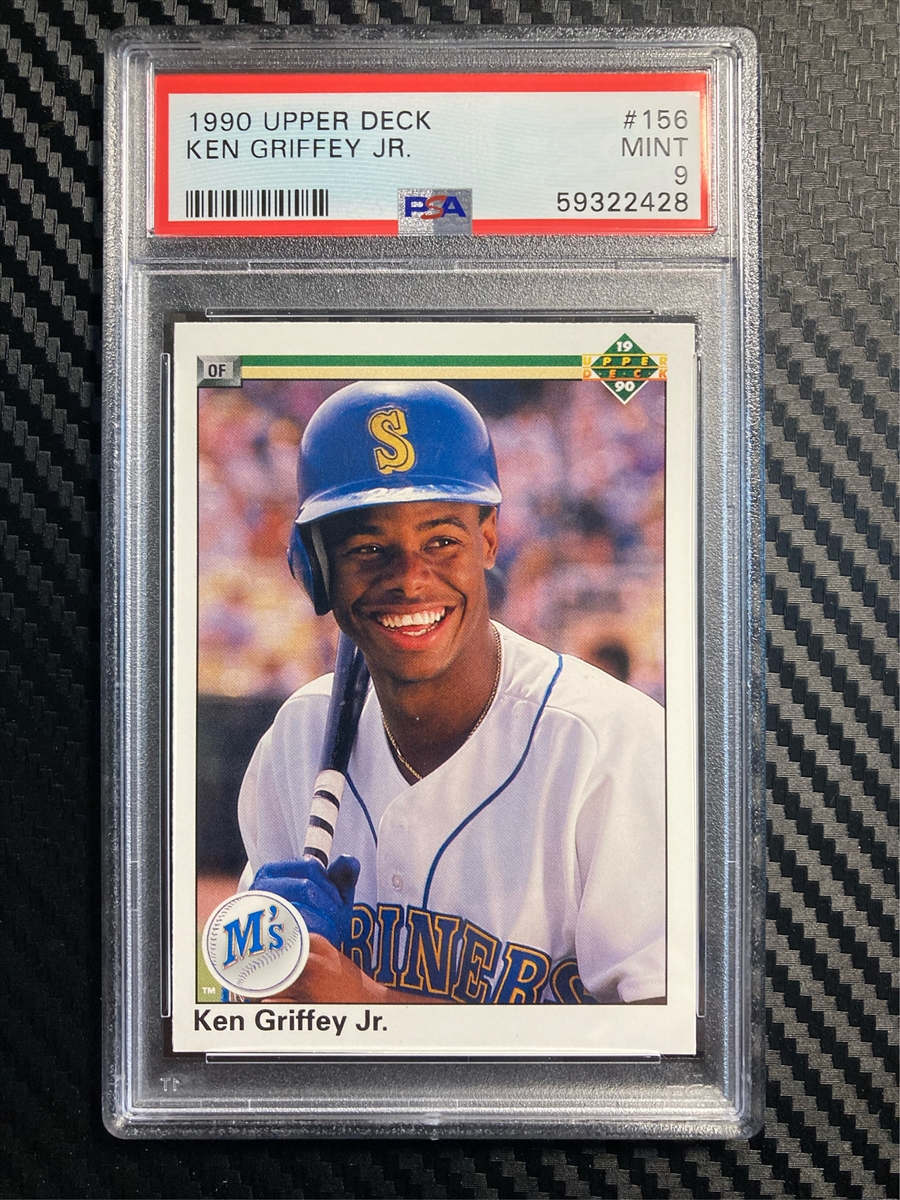 1990 UPPER DECK
#156
KEN GRIFFEY JR.
MINT
9
PSA
59322428
OF
19
UPPER
DECK
90
S
M's
RINERS
TM
Ken Griffey Jr.